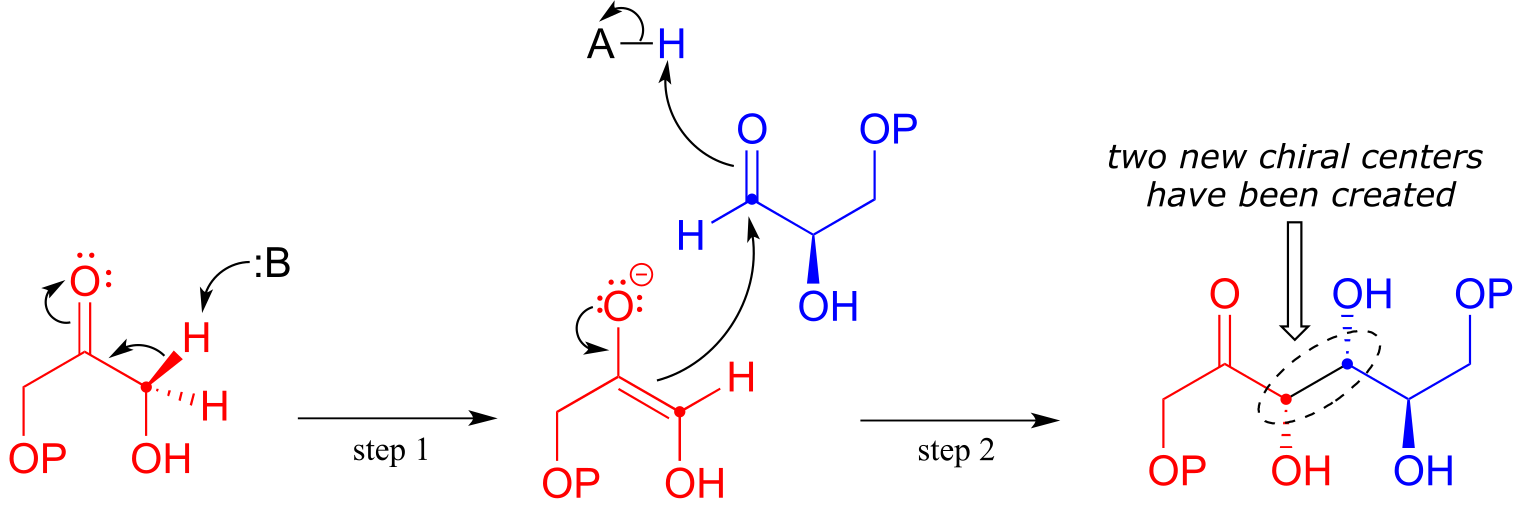 A H
O OP
two new chiral centers
have been created
H
:B
O
H
OH
O
H
O
OH
OP
H
H
step 1
step 2
OP
OH
OP
OH
OP
OH
OH